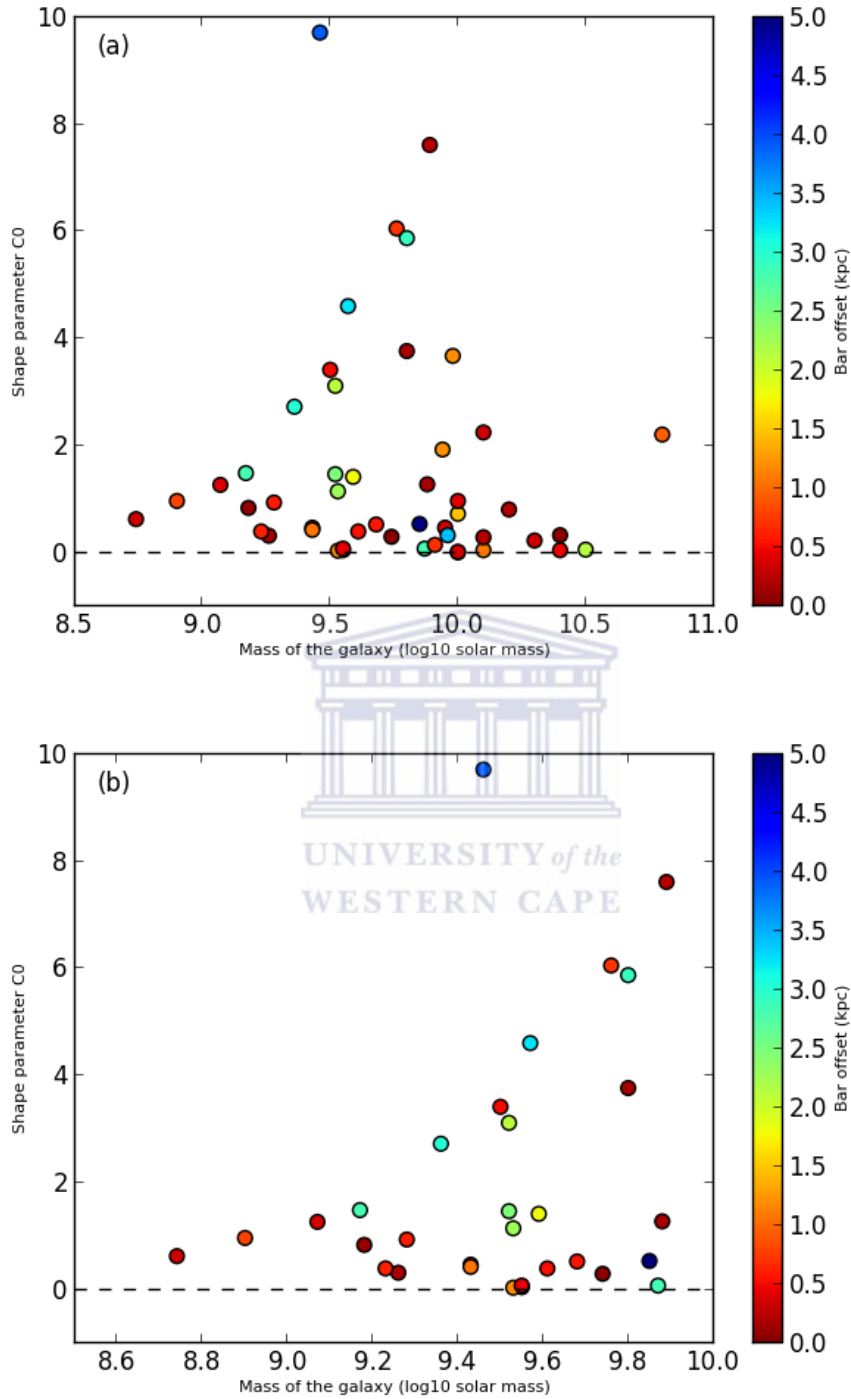 (a)
10
8
6
4
2
0
Shape parameter C0
8.5 9.0 9.5 10.0 10.5 11.0
Mass of the galaxy (log10 solar mass)
5.0
4.5
4.0
3.5
3.0
2.5
2.0
1.5
1.0
0.5
0.0
Bar offset (kpc)
(b)
10
8
6
4
2
0
Shape parameter C0
8.6 8.8 9.0 9.2 9.4 9.6 9.8 10.0
Mass of the galaxy (log10 solar mass)
5.0
4.5
4.0
3.5
3.0
2.5
2.0
1.5
1.0
0.5
0.0
Bar offset (kpc)
UNIVERSITY of the
WESTERN CAPE